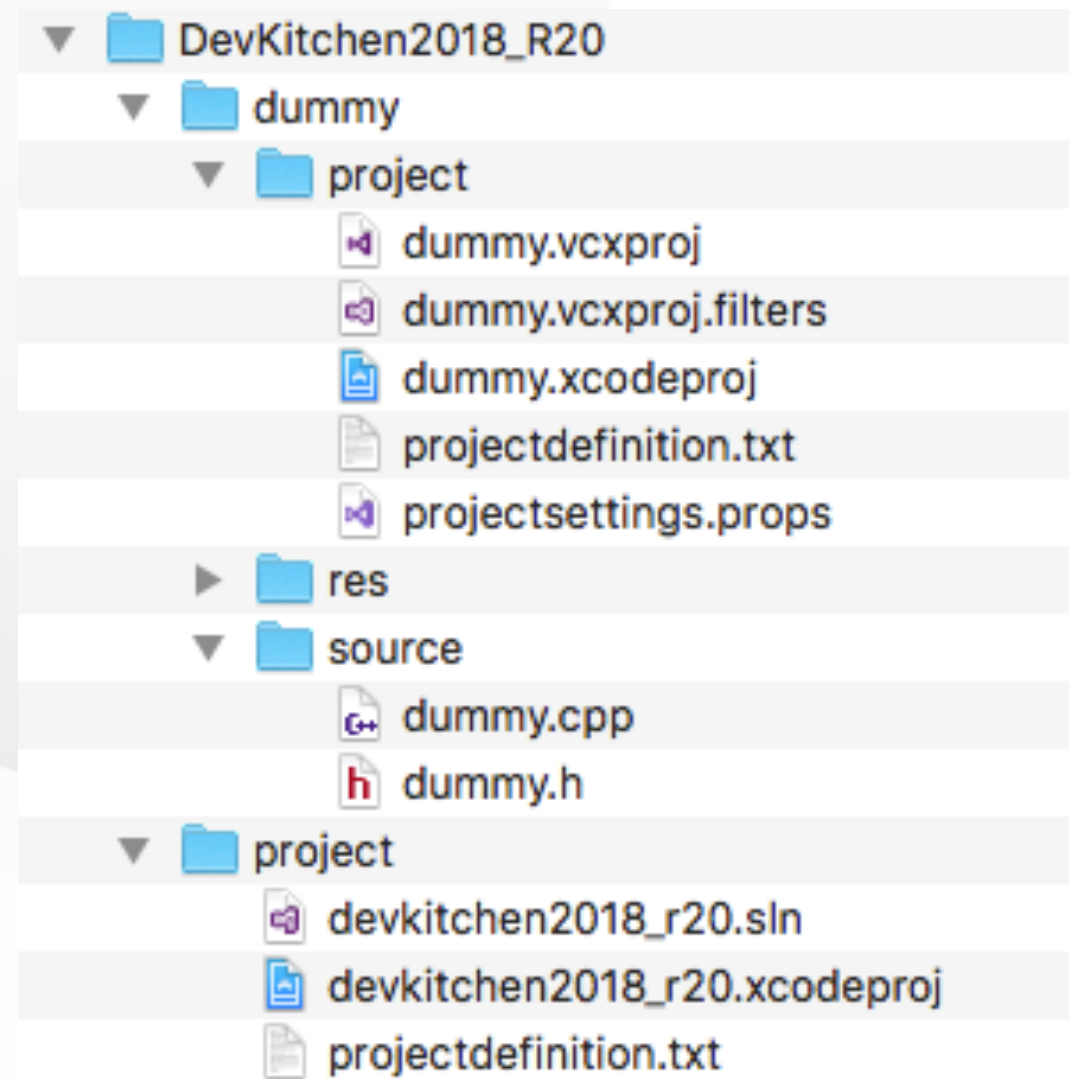 DevKitchen2018_R20
dummy
project
dummy.vcxproj
dummy.vcxproj.filters
dummy.xcodeproj
projectdefinition.txt
projectsettings.props
res
source
dummy.cpp
dummy.h
project
devkitchen2018_r20.sln
devkitchen2018_r20.xcodeproj
projectdefinition.txt